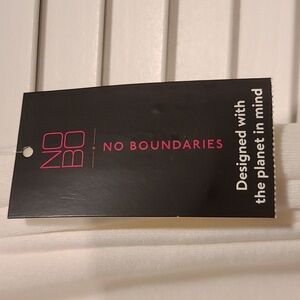 NO
BO
NO BOUNDARIES
Designed with
the planet in mind